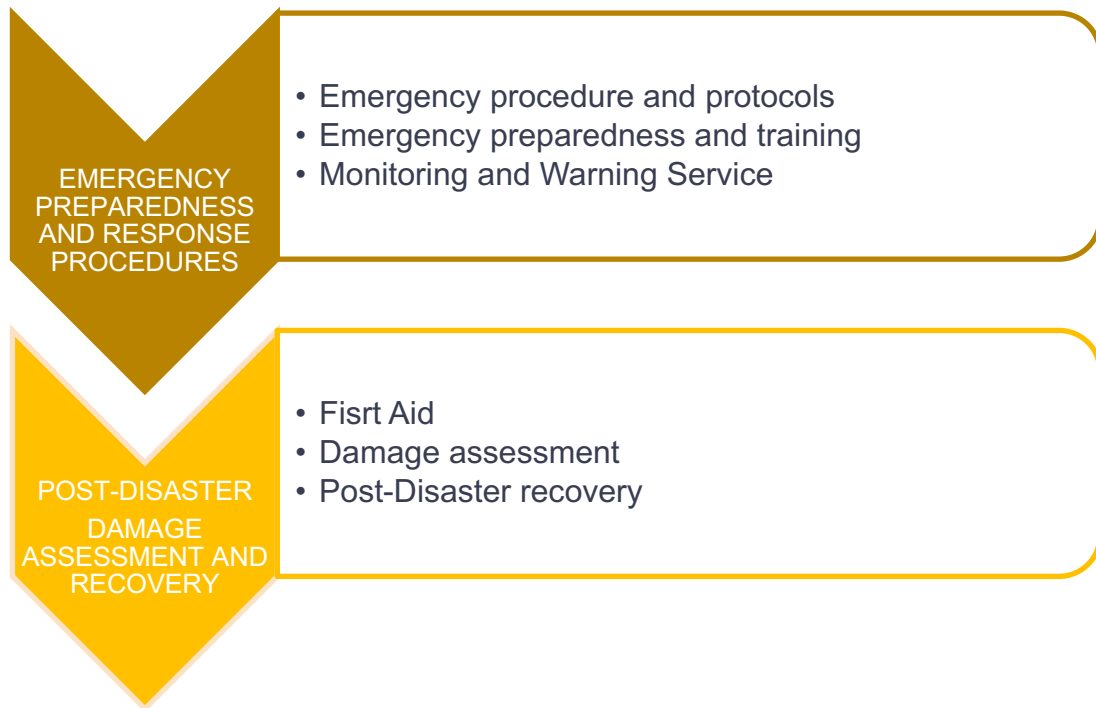 EMERGENCY
PREPAREDNESS
AND RESPONSE
PROCEDURES
• Emergency procedure and protocols
• Emergency preparedness and training
• Monitoring and Warning Service
POST-DISASTER
DAMAGE
ASSESSMENT AND
RECOVERY
• Fisrt Aid
• Damage assessment
• Post-Disaster recovery